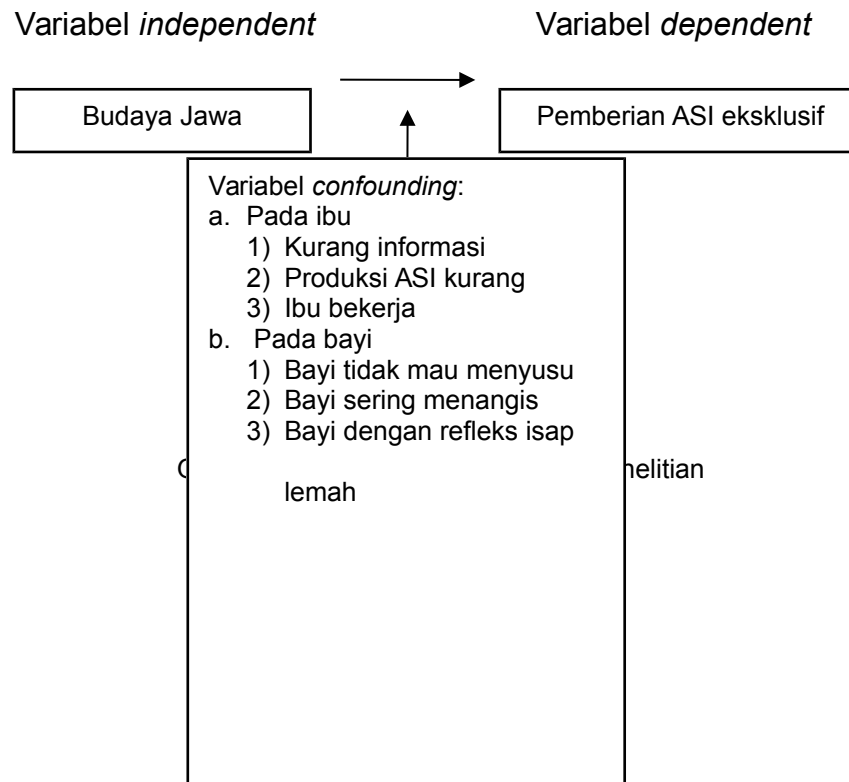 Variabel independent Variabel dependent
Budaya Jawa Pemberian ASI eksklusif
Variabel confounding:
a. Pada ibu
1) Kurang informasi
2) Produksi ASI kurang
3) Ibu bekerja
b. Pada bayi
1) Bayi tidak mau menyusu
2) Bayi sering menangis
3) Bayi dengan refleks isap
lemah